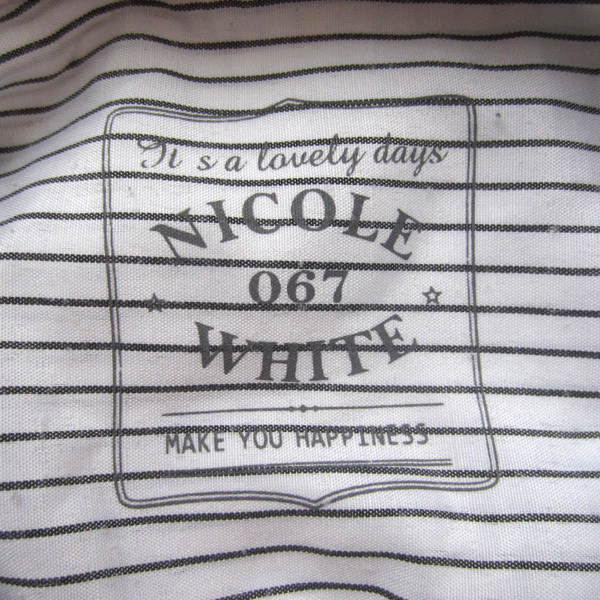 It s a lovely days
NICOLE
067
WHITE
MAKE YOU HAPPINESS